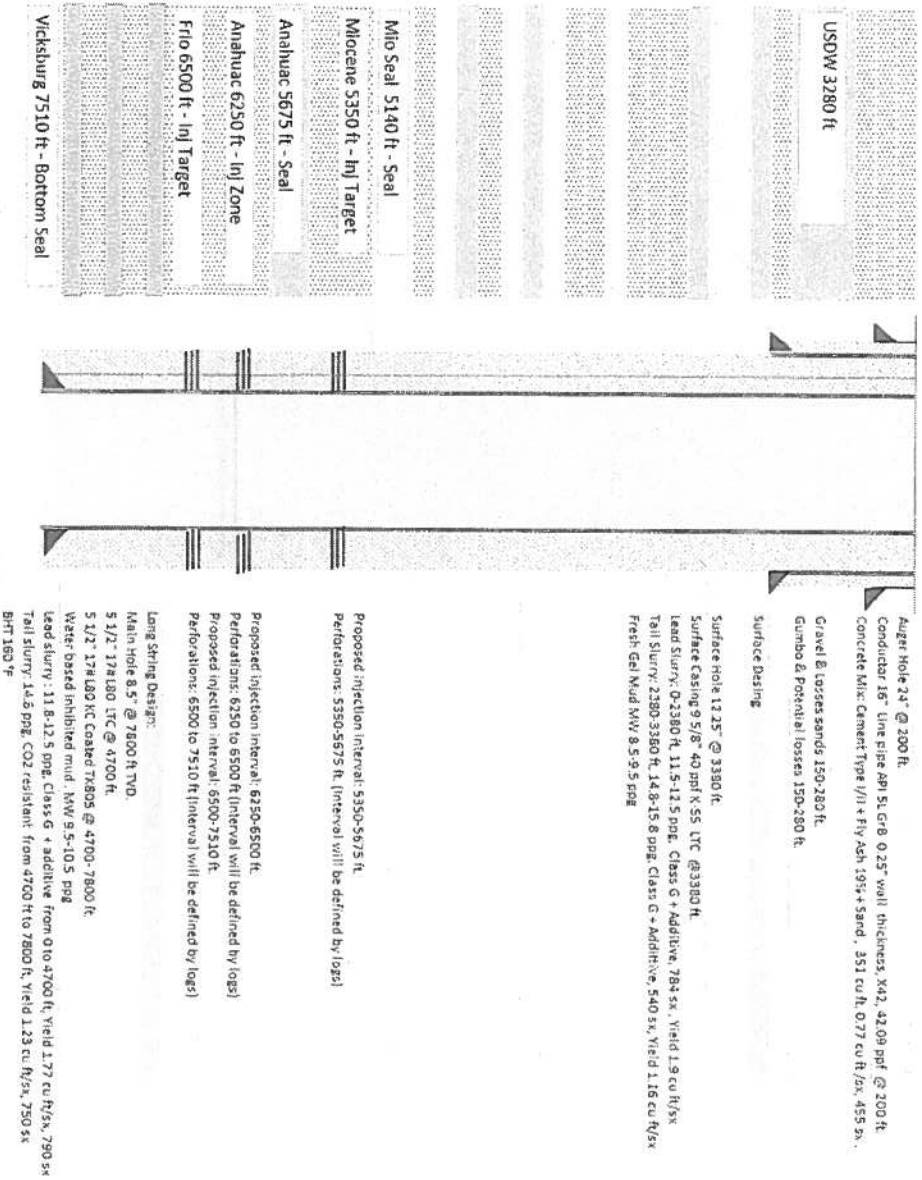 USDW 3280 ft
Mio Seal 5140 ft - Seal
Miocene 5350 ft - Inj Target
Anahuac 5675 ft - Seal
Anahuac 6250 ft - Inj Zone
Frio 6500 ft - Inj Target
Vicksburg 7510 ft - Bottom Seal
Auger Hole 24" @ 200 ft.
Conductor 16" Line pipe API 5L GrB 0.25" wall thickness, X42, 42.09 ppf @ 200 ft.
Concrete Mix: Cement Type I/II + Fly Ash 19% + Sand, 351 cu ft, 0.77 cu ft /sx, 455 sx.
Gravel & Losses sands 150-280 ft.
Gumbo & Potential losses 150-280 ft.
Surface Desing
Surface Hole 12.25" @ 3390 ft.
Surface Casing 9 5/8" 40 ppf K-55 LTC @3380 ft.
Lead Slurry: 0-2380 ft, 11.5-12.5 ppg, Class G + Additive, 784 sx, Yield 1.9 cu ft/sx
Tail Slurry: 2380-3380 ft, 14.8-15.8 ppg, Class G + Addittive, 540 sx, Yield 1.16 cu ft/sx
Fresh Gel Mud MW 8.5-9.5 ppg
Proposed injection interval: 5350-5675 ft.
Perforations: 5350-5675 ft. (Interval will be defined by logs)
Proposed injection interval: 6250-6500 ft.
Perforations: 6250 to 6500 ft (Interval will be defined by logs)
Proposed injection interval: 6500-7510 ft.
Perforations: 6500 to 7510 ft (Interval will be defined by logs)
Long String Design:
Main Hole 8.5" @ 7800 ft TVD.
5 1/2" 17# L80 LTC @ 4700 ft.
5 1/2" 17# L80 KC Coated TK805 @ 4700-7800 ft.
Water based inhibited mud. MW 9.5-10.5 ppg
Lead slurry: 11.8-12.5 ppg, Class G + additive from 0 to 4700 ft, Yield 1.77 cu ft/sx, 790 sx
Tail slurry: 14.8 ppg, CO2 resistant from 4700 ft to 7800 ft, Yield 1.23 cu ft/sx, 750 sx
BHT 160 °F